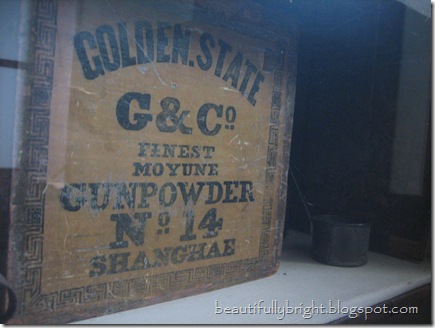 GOLDEN.STATE
G&Co
FINEST
MOYUNE
GUNPOWDER
No 14
SHANGHAE
beautifullybright.blogspot.com